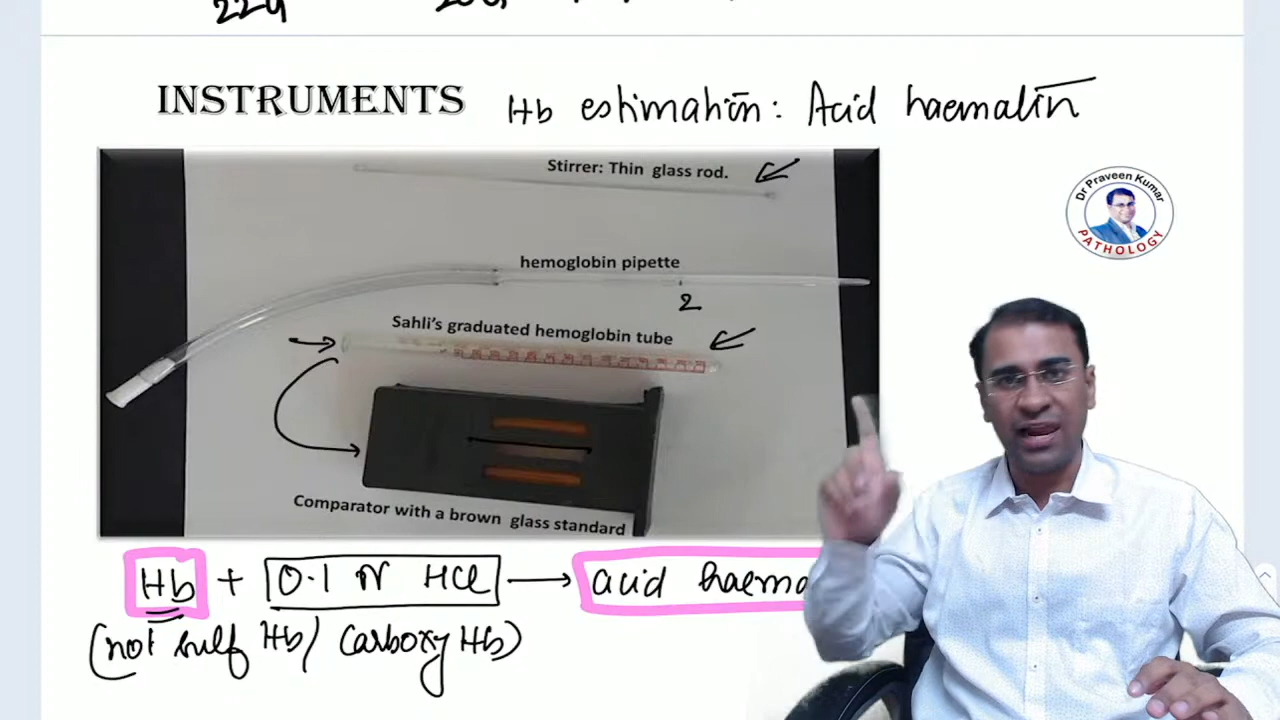 INSTRUMENTS Hb estimation: Acid haematin
Stirrer: Thin glass rod.
Dr Praveen Kumar
PATHOLOGY
hemoglobin pipette
2
Sahli's graduated hemoglobin tube
Comparator with a brown glass standard
Hb + 0.1 N HCl → acid haema
(not sulf Hb/ Carboxy Hb)